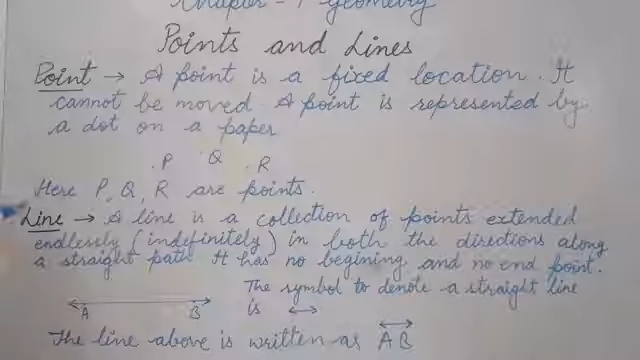 Chapter - 1 Geometry
Points and Lines
Point → A point is a fixed location. It
cannot be moved. A point is represented by
a dot on a paper
. P . Q . R
Here P, Q, R are points.
Line → A line is a collection of points extended
endlessly (indefinitely) in both the directions along
a straight path. It has no begining and no end point.
The symbol to denote a straight line
A B is ↔
The line above is written as A͍B͍